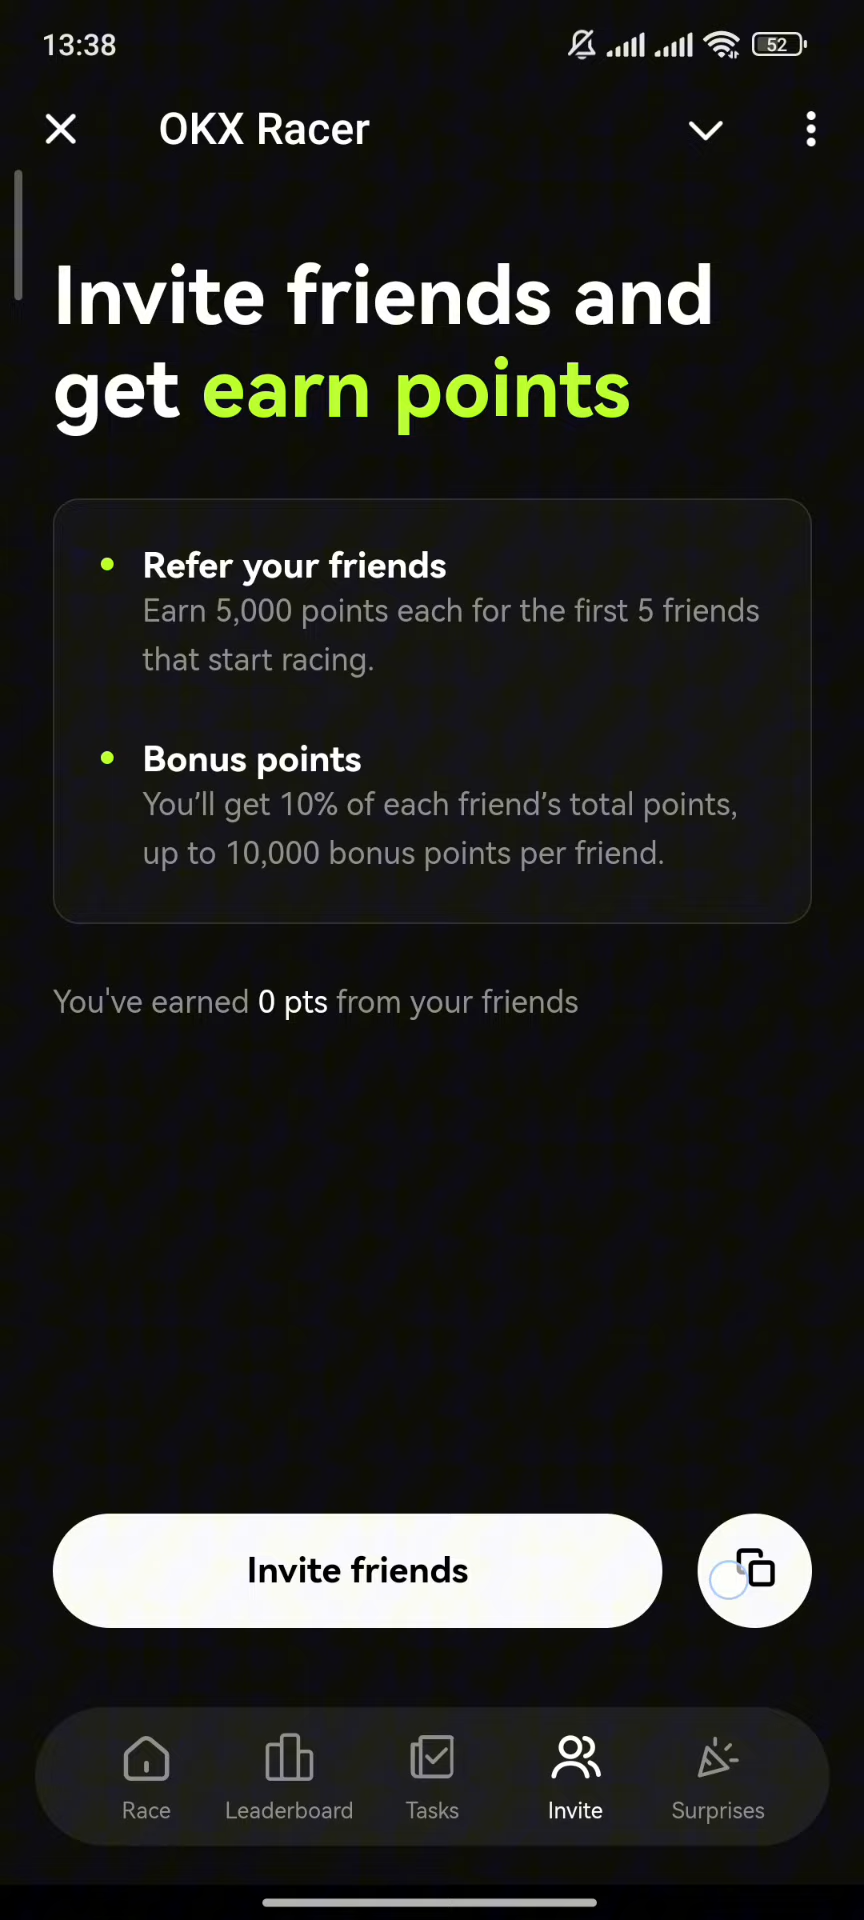 13:38
52
OKX Racer
Invite friends and
get earn points
Refer your friends
Earn 5,000 points each for the first 5 friends
that start racing.
Bonus points
You'll get 10% of each friend's total points,
up to 10,000 bonus points per friend.
You've earned 0 pts from your friends
Invite friends
Race
Leaderboard
Tasks
Invite
Surprises